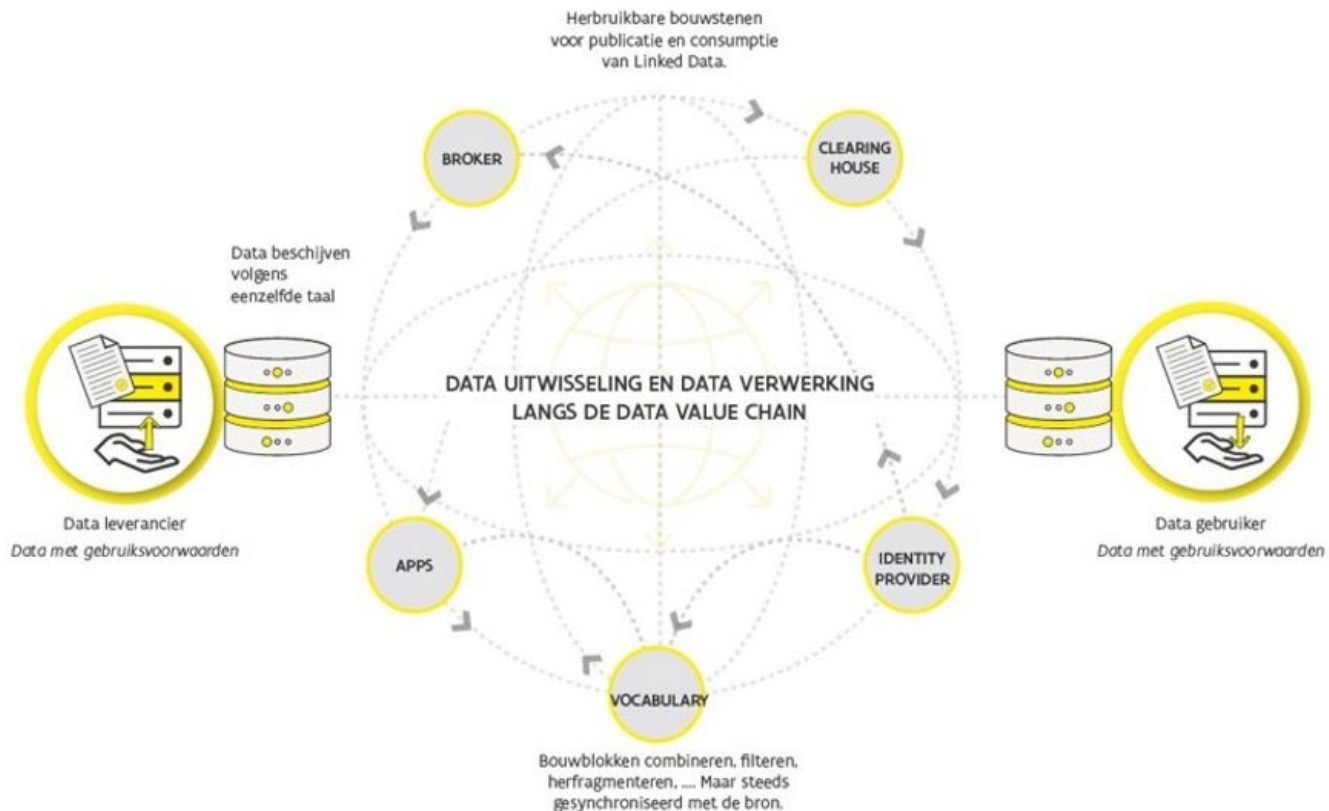 Herbruikbare bouwstenen
voor publicatie en consumptie
van Linked Data.
BROKER
CLEARING
HOUSE
Data beschijven
volgens
eenzelfde taal
DATA UITWISSELING EN DATA VERWERKING
LANGS DE DATA VALUE CHAIN
Data leverancier
Data met gebruiksvoorwaarden
Data gebruiker
Data met gebruiksvoorwaarden
APPS
IDENTITY
PROVIDER
VOCABULARY
Bouwblokken combineren, filteren,
herfragmenteren, .... Maar steeds
gesynchroniseerd met de bron.